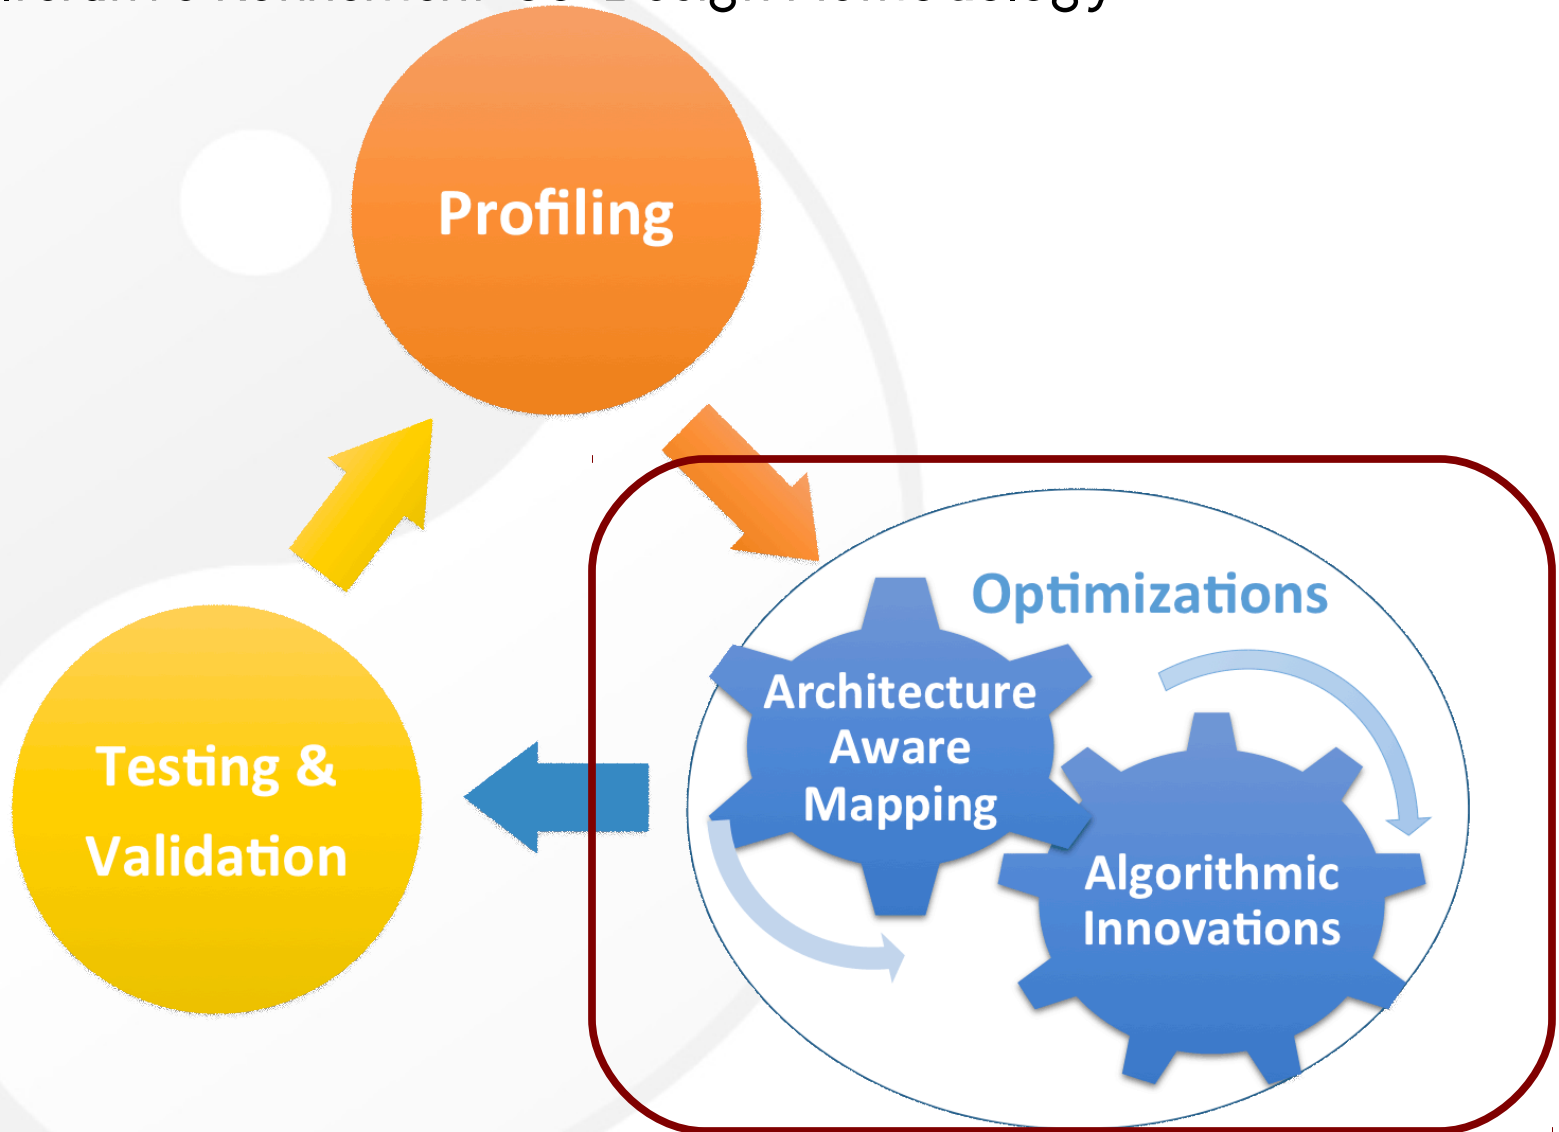 Profiling
Optimizations
Architecture
Aware
Mapping
Testing &
Validation
Algorithmic
Innovations